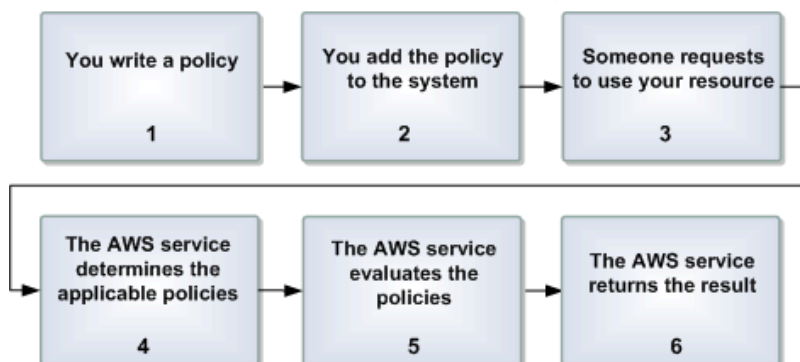 You write a policy
1
You add the policy
to the system
2
Someone requests
to use your resource
3
The AWS service
determines the
applicable policies
4
The AWS service
evaluates the
policies
5
The AWS service
returns the result
6